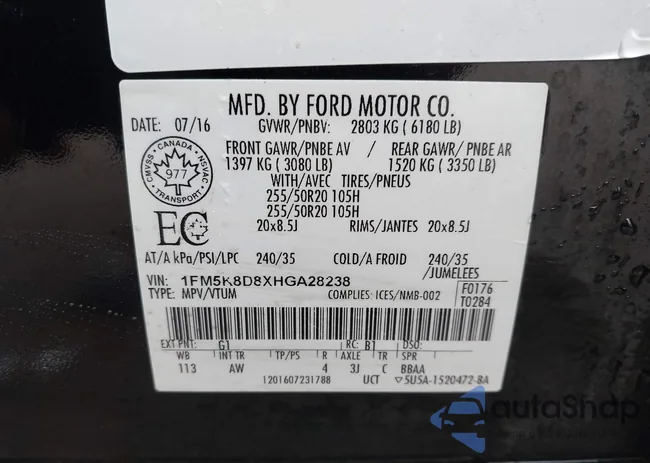 MFD. BY FORD MOTOR CO.
DATE: 07/16 GVWR/PNBV: 2803 KG ( 6180 LB)
FRONT GAWR/PNBE AV / REAR GAWR/ PNBE AR
1397 KG ( 3080 LB) 1520 KG ( 3350 LB)
WITH/AVEC TIRES/PNEUS
255/50R20 105H
255/50R20 105H
20x8.5J RIMS/JANTES 20x8.5J
CANADA
CMVSS NSVAC
977
TRANSPORT
EC
AT/A kPa/PSI/LPC 240/35 COLD/A FROID 240/35
/JUMELEES
VIN: 1FM5K8D8XHGA28238
TYPE: MPV/VTUM COMPLIES: ICES/NMB-002
F0176
T0284
EXT PNT: G1 RC: B1 DSO:
WB INT TR TP/PS R AXLE TR SPR
113 AW 4 3J C BBAA
1201607231788 UCT 5U5A-1520472-BA
autoShop